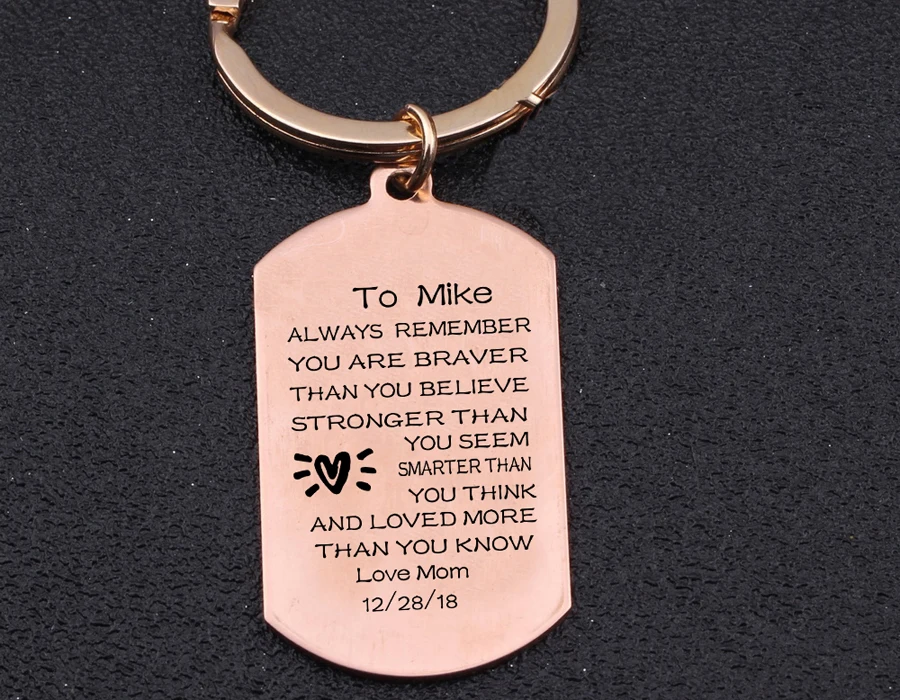 To Mike
ALWAYS REMEMBER
YOU ARE BRAVER
THAN YOU BELIEVE
STRONGER THAN
YOU SEEM
SMARTER THAN
YOU THINK
AND LOVED MORE
THAN YOU KNOW
Love Mom
12/28/18